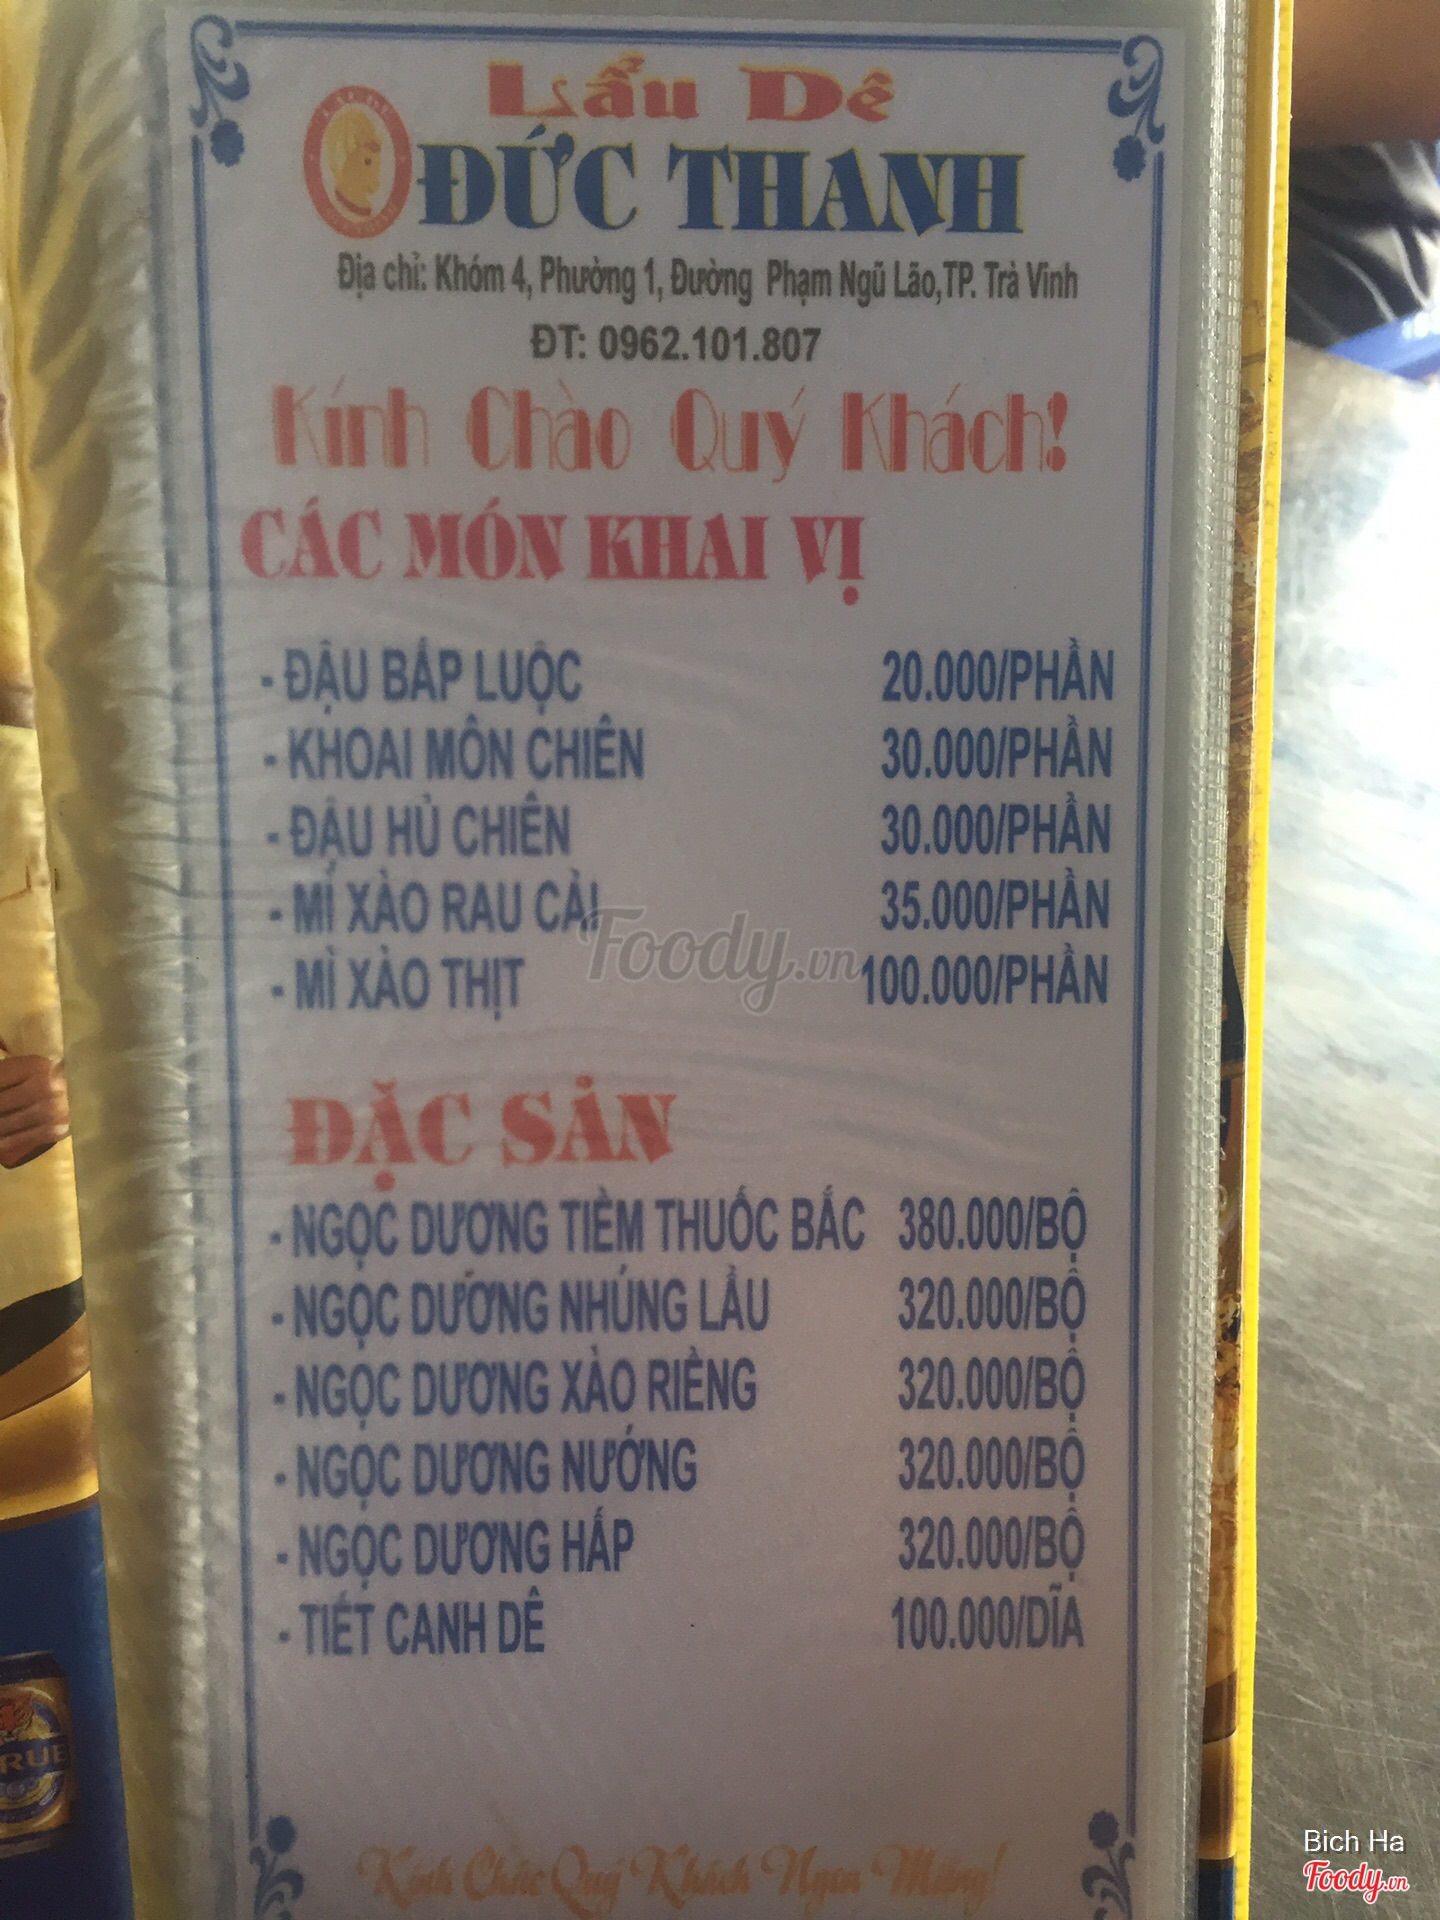 Lẩu Dê
ĐỨC THANH
Địa chỉ: Khóm 4, Phường 1, Đường Phạm Ngũ Lão, TP. Trà Vinh
ĐT: 0962.101.807
Kính Chào Quý Khách!
CÁC MÓN KHAI VỊ
- ĐẬU BẮP LUỘC 20.000/PHẦN
- KHOAI MÔN CHIÊN 30.000/PHẦN
- ĐẬU HỦ CHIÊN 30.000/PHẦN
- MÌ XÀO RAU CẢI 35.000/PHẦN
- MÌ XÀO THỊT 100.000/PHẦN
Foody.vn
ĐẶC SẢN
- NGỌC DƯƠNG TIỀM THUỐC BẮC 380.000/BỘ
- NGỌC DƯƠNG NHÚNG LẨU 320.000/BỘ
- NGỌC DƯƠNG XÀO RIỀNG 320.000/BỘ
- NGỌC DƯƠNG NƯỚNG 320.000/BỘ
- NGỌC DƯƠNG HẤP 320.000/BỘ
- TIẾT CANH DÊ 100.000/DĨA
Kính Chúc Quý Khách Ngon Miệng!
Bich Ha
Foody.vn